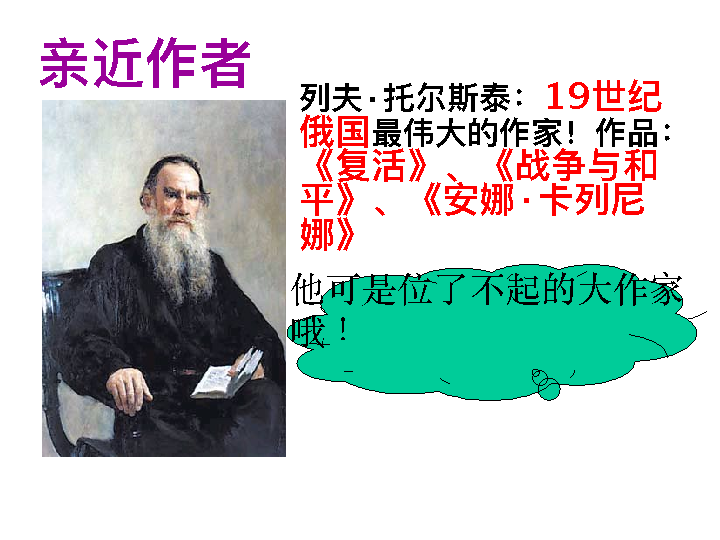 亲近作者
列夫·托尔斯泰：19世纪
俄国最伟大的作家！作品：
《复活》、《战争与和
平》、《安娜·卡列尼
娜》
他可是位了不起的大作家
哦！